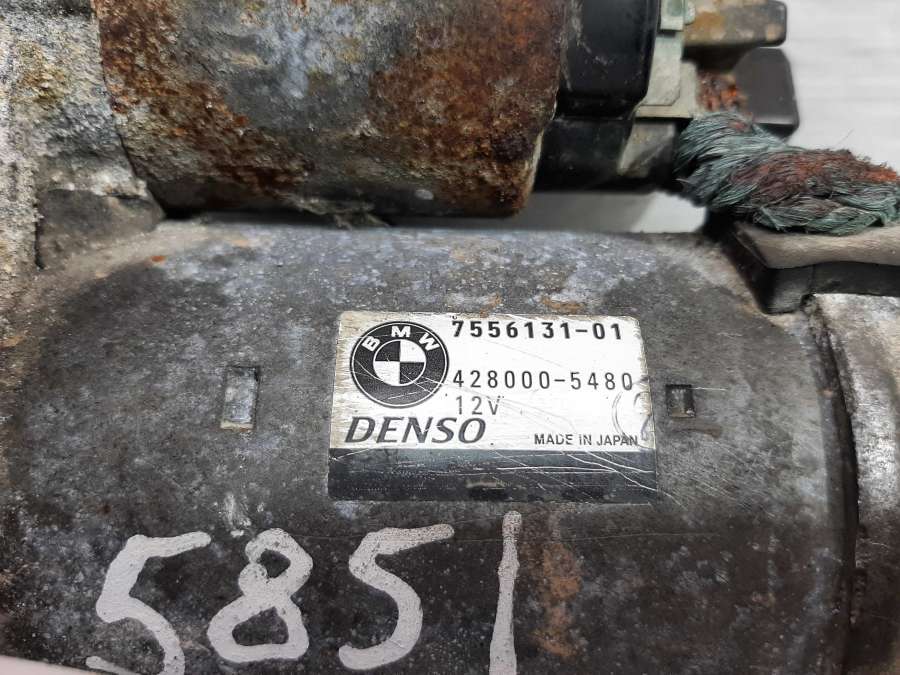 BMW
7556131-01
428000-5480
12V
DENSO
MADE IN JAPAN
5851